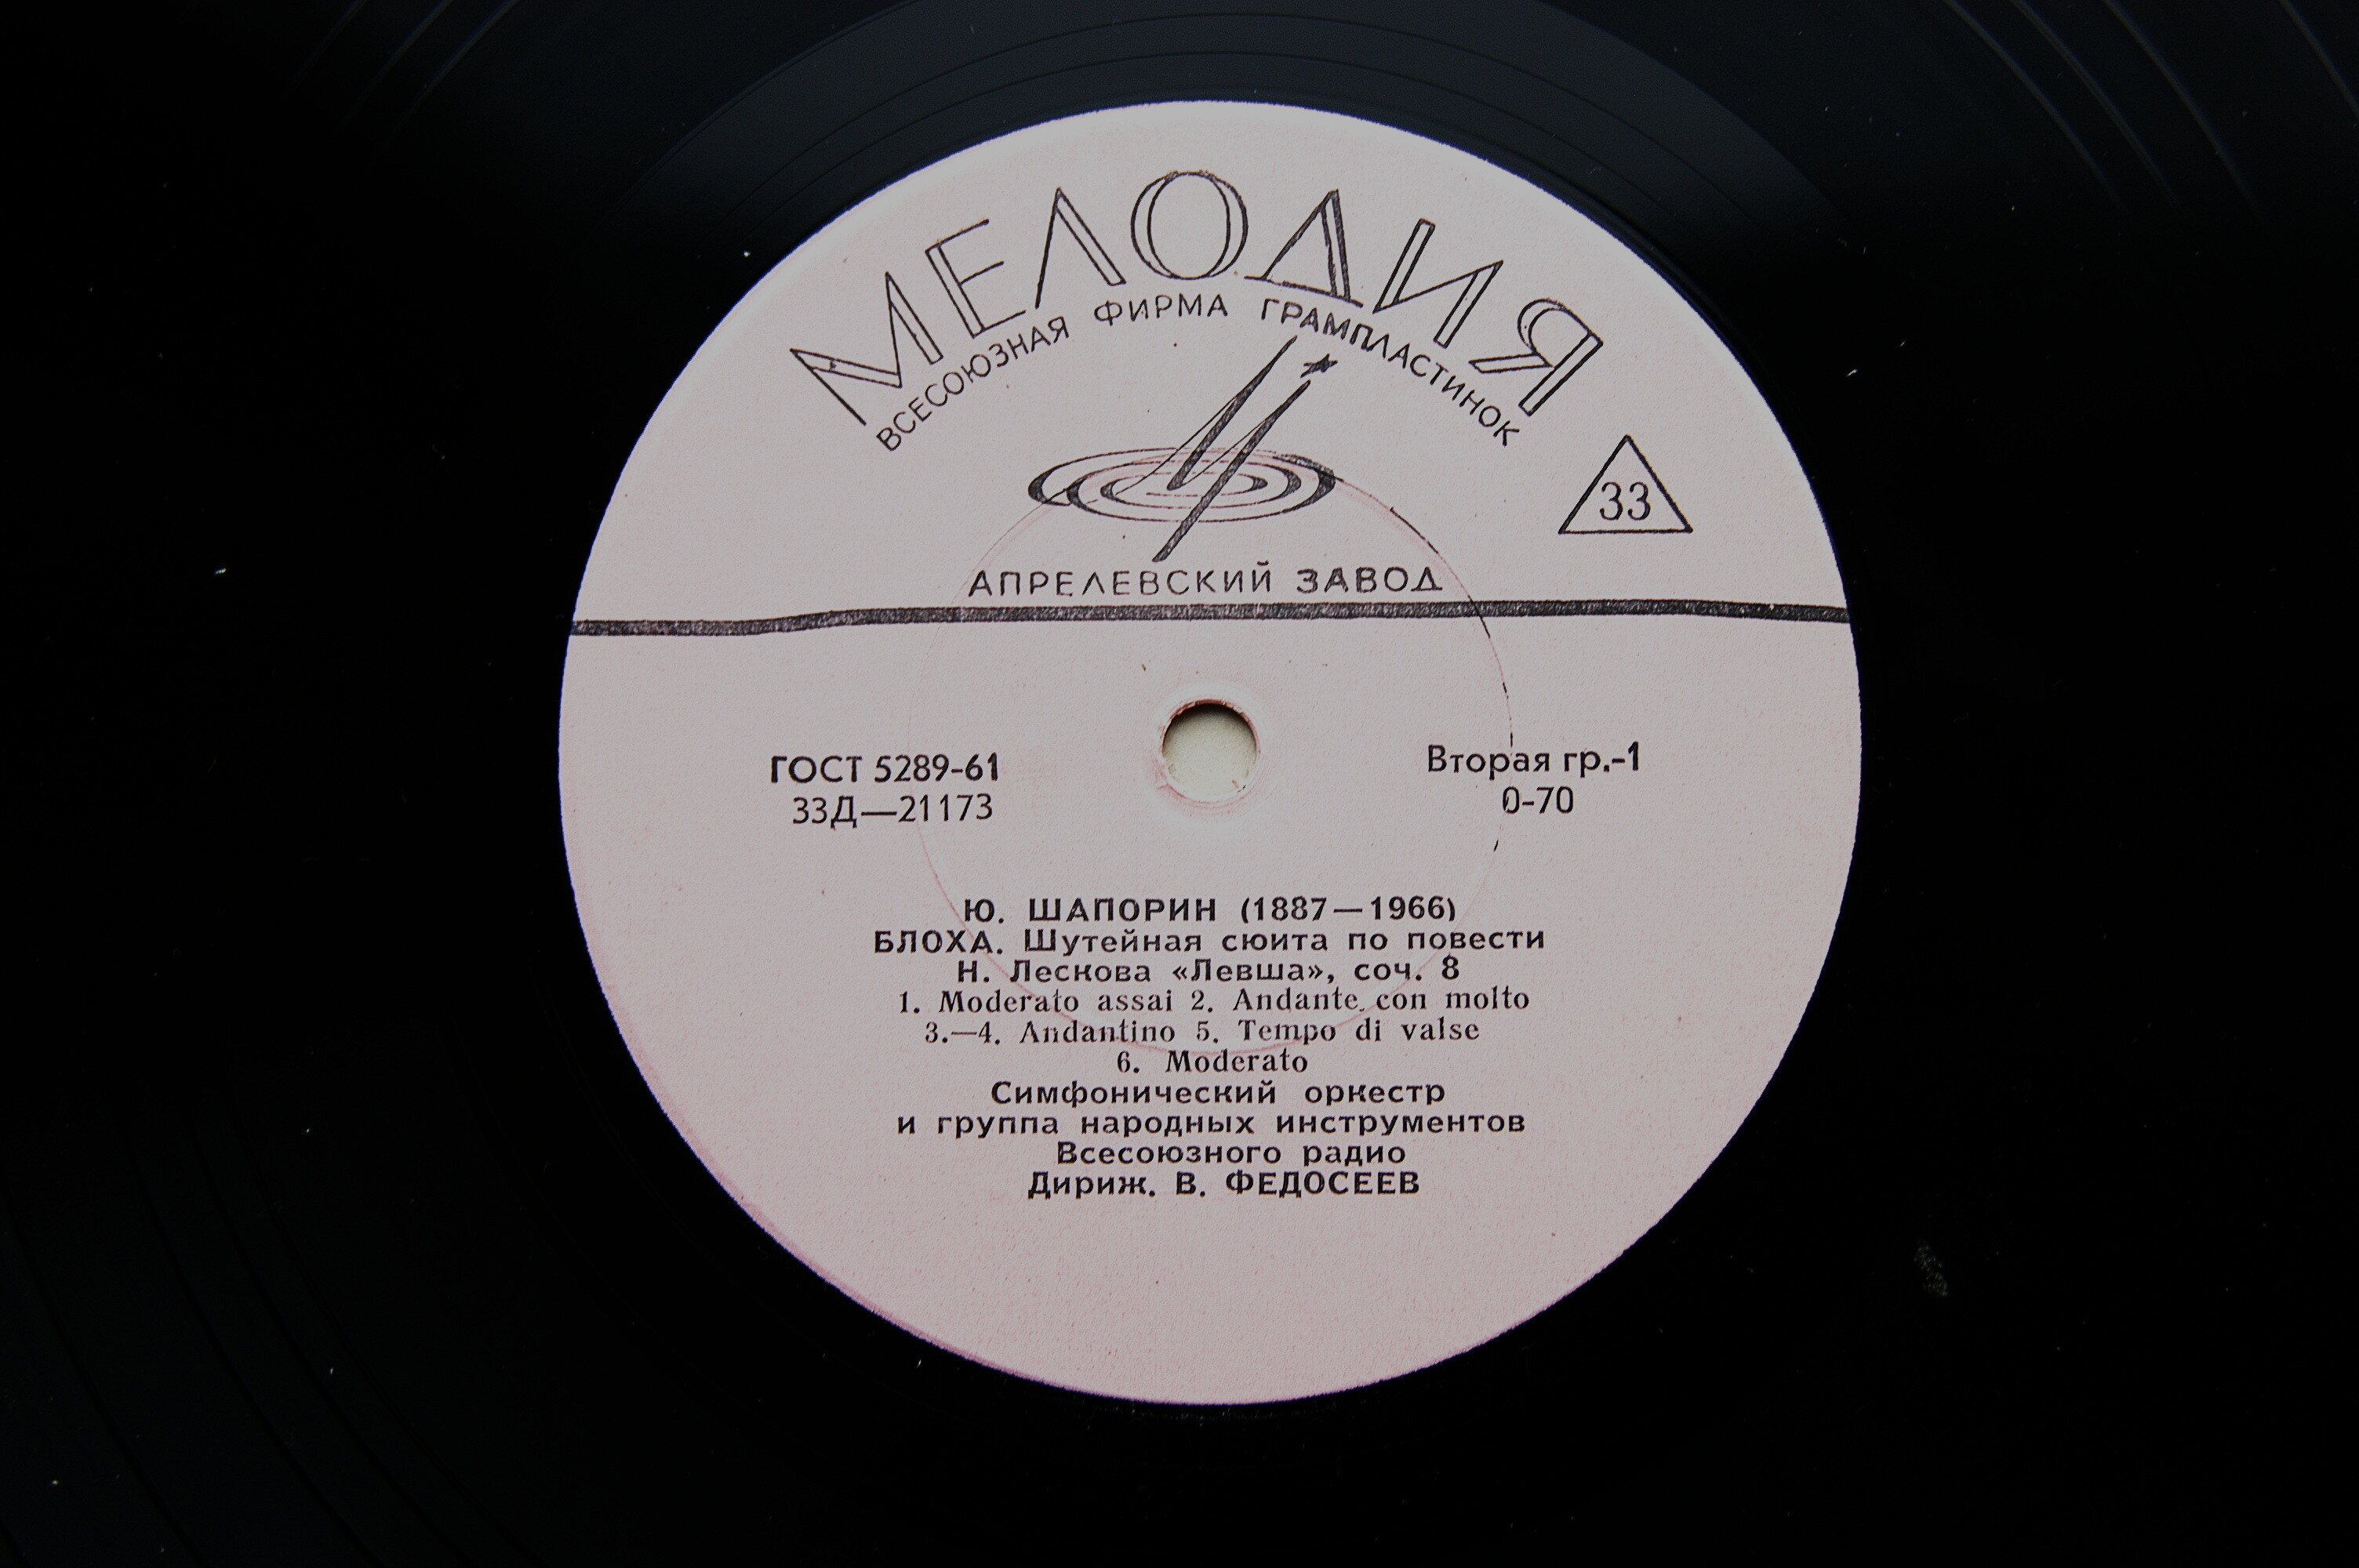 МЕЛОДИЯ
ВСЕСОЮЗНАЯ ФИРМА ГРАМПЛАСТИНОК
33
АПРЕЛЕВСКИЙ ЗАВОД
ГОСТ 5289-61
33Д—21173
Вторая гр.-1
0-70
Ю. ШАПОРИН (1887—1966)
БЛОХА. Шутейная сюита по повести
Н. Лескова «Левша», соч. 8
1. Moderato assai 2. Andante con molto
3.—4. Andantino 5. Tempo di valse
6. Moderato
Симфонический оркестр
и группа народных инструментов
Всесоюзного радио
Дириж. В. ФЕДОСЕЕВ